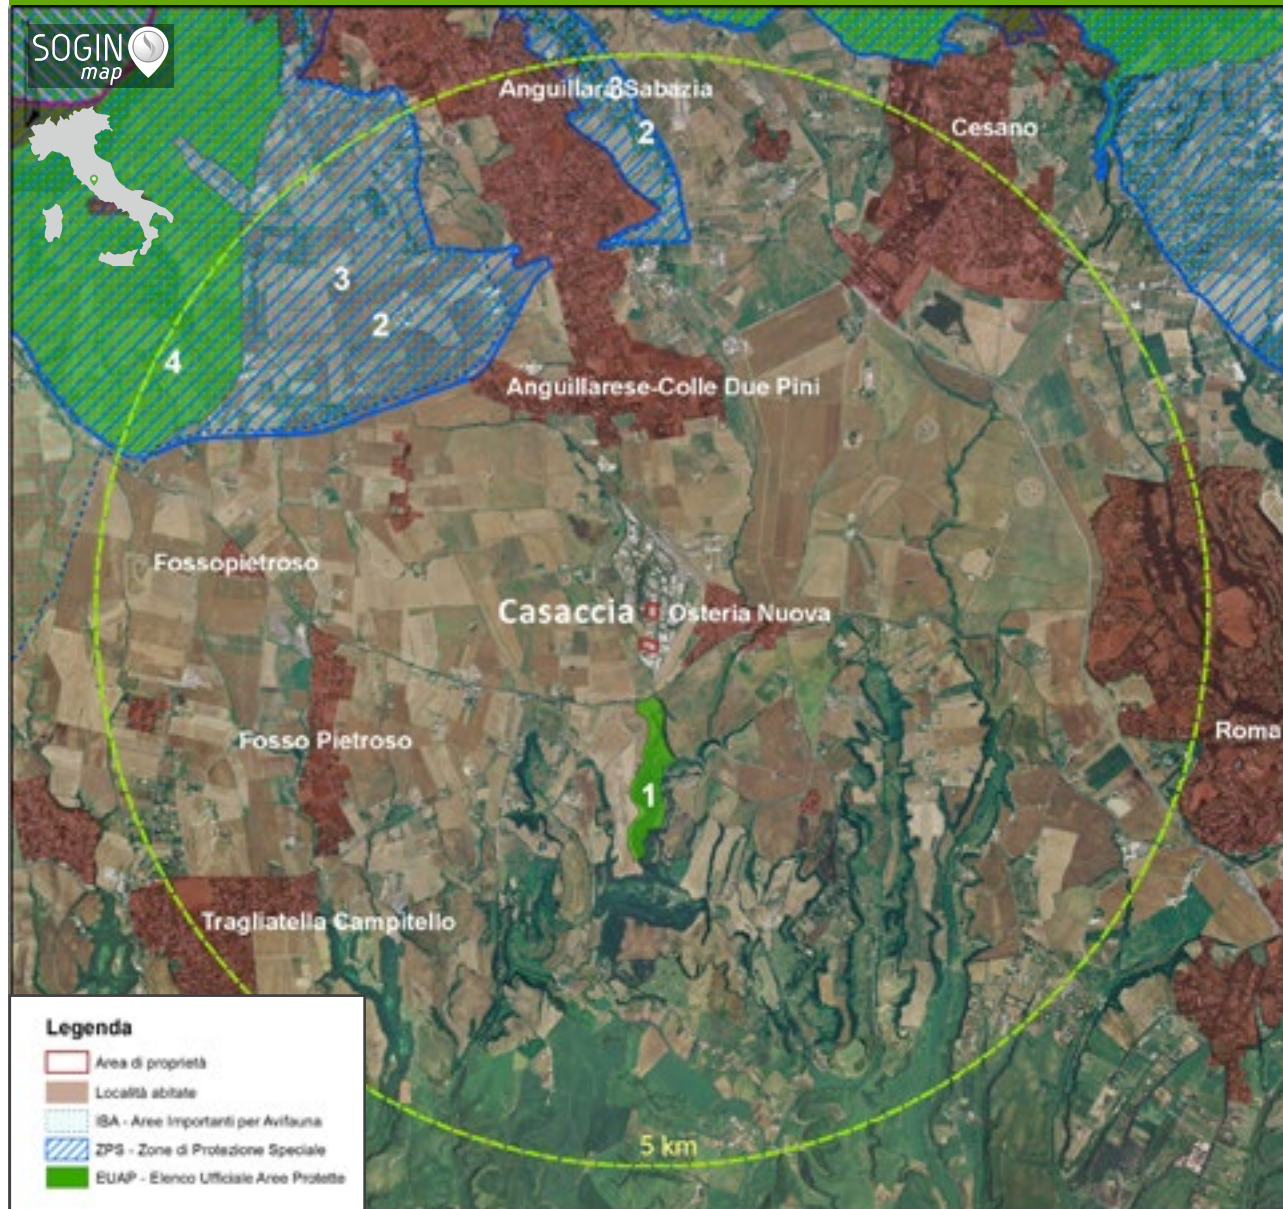 SOGIN
map
Anguillara Sabazia
3
2
Cesano
3
2
4
Anguillarese-Colle Due Pini
Fossopietroso
Casaccia
Osteria Nuova
Roma
Fosso Pietroso
1
Tragliatella Campitello
5 km
Legenda
Area di proprietà
Località abitate
IBA - Aree Importanti per Avifauna
ZPS - Zone di Protezione Speciale
EUAP - Elenco Ufficiale Aree Protette